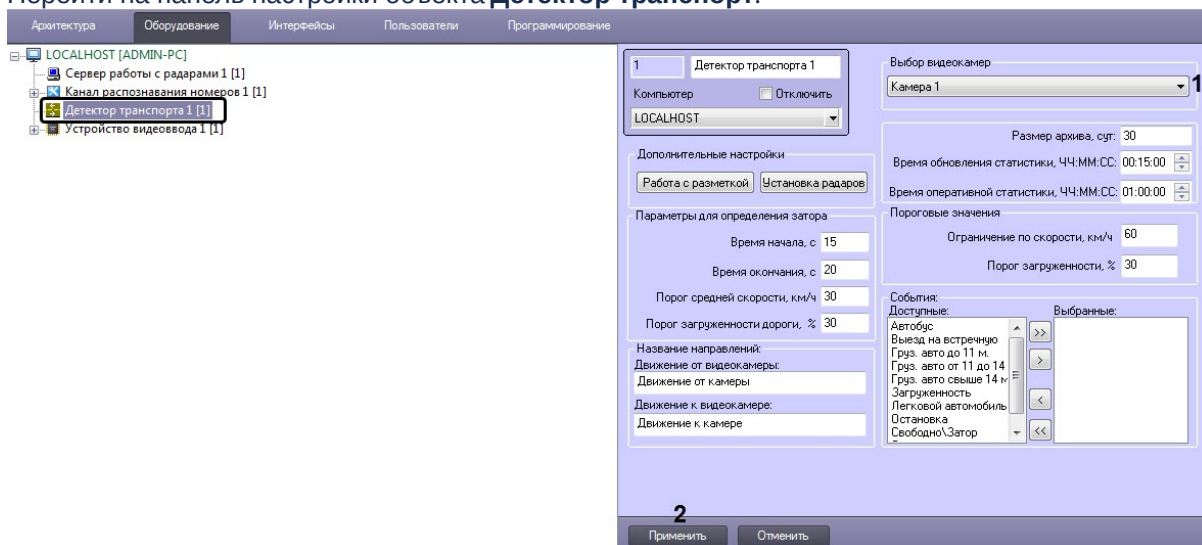 Перейти на панель настройки объекта Детектор транспорт.
Архитектура Оборудование Интерфейсы Пользователи Программирование
LOCALHOST [ADMIN-PC]
Сервер работы с радарами 1 [1]
Канал распознавания номеров 1 [1]
Детектор транспорта 1 [1]
Устройство видеоввода 1 [1]
1 Детектор транспорта 1
Компьютер Отключить
LOCALHOST
Выбор видеокамер
Камера 1
1
Размер архива, сут: 30
Время обновления статистики, ЧЧ:ММ:СС: 00:15:00
Время оперативной статистики, ЧЧ:ММ:СС: 01:00:00
Дополнительные настройки
Работа с разметкой Установка радаров
Параметры для определения затора
Время начала, с 15
Время окончания, с 20
Порог средней скорости, км/ч 30
Порог загруженности дороги, % 30
Пороговые значения
Ограничение по скорости, км/ч 60
Порог загруженности, % 30
Название направлений:
Движение от видеокамеры:
Движение от камеры
Движение к видеокамере:
Движение к камере
События:
Доступные: Выбранные:
Автобус
Выезд на встречную
Груз. авто до 11 м.
Груз. авто от 11 до 14
Груз. авто свыше 14 м
Загруженность
Легковой автомобиль
Остановка
Свободно\Затор
>>
>
<
<<
2
Применить Отменить